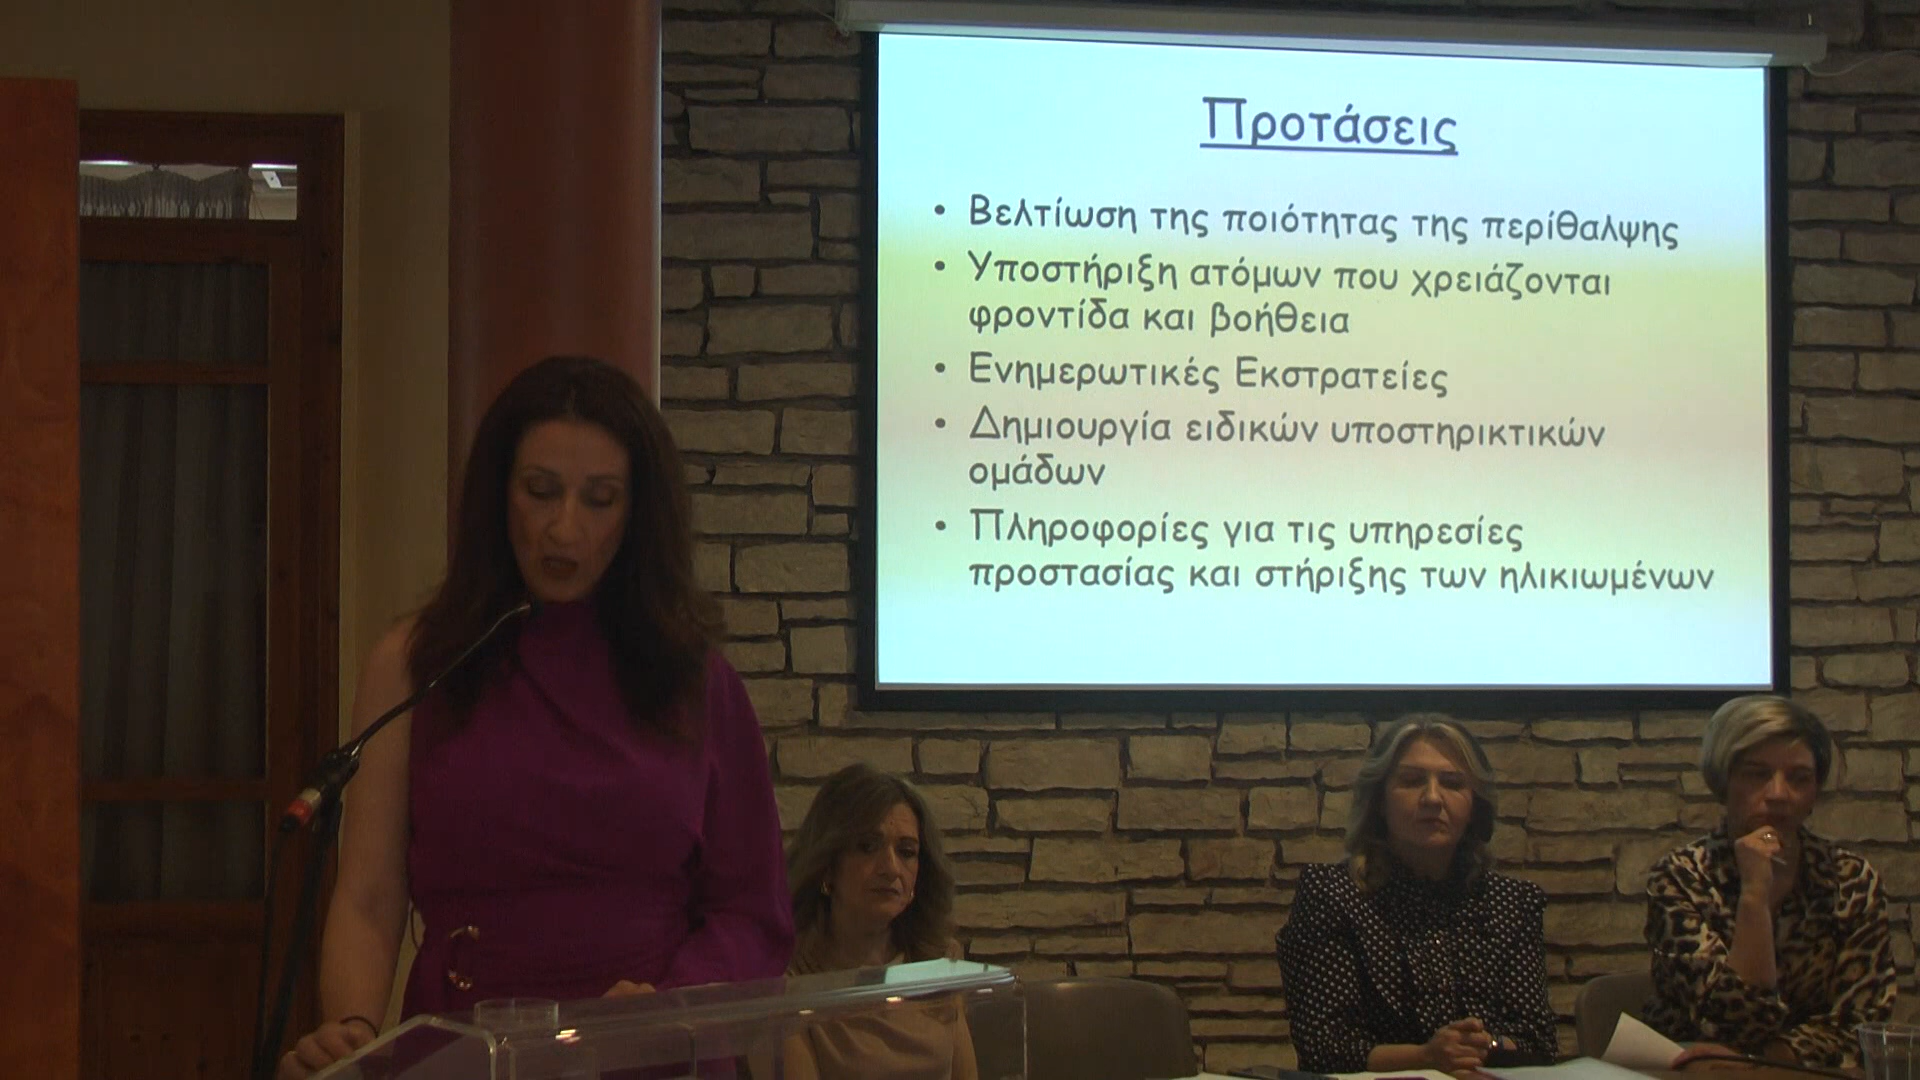 Προτάσεις
• Βελτίωση της ποιότητας της περίθαλψης
• Υποστήριξη ατόμων που χρειάζονται
φροντίδα και βοήθεια
• Ενημερωτικές Εκστρατείες
• Δημιουργία ειδικών υποστηρικτικών
ομάδων
• Πληροφορίες για τις υπηρεσίες
προστασίας και στήριξης των ηλικιωμένων